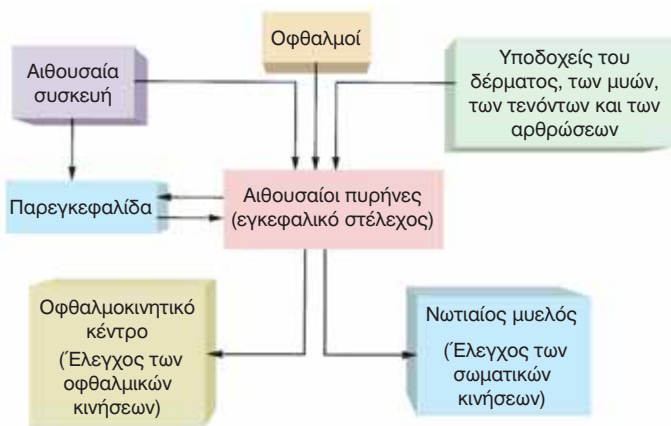 Οφθαλμοί
Αιθουσαία
συσκευή
Υποδοχείς του
δέρματος, των μυών,
των τενόντων και των
αρθρώσεων
Παρεγκεφαλίδα
Αιθουσαίοι πυρήνες
(εγκεφαλικό στέλεχος)
Οφθαλμοκινητικό
κέντρο
(Έλεγχος των
οφθαλμικών
κινήσεων)
Νωτιαίος μυελός
(Έλεγχος των
σωματικών
κινήσεων)